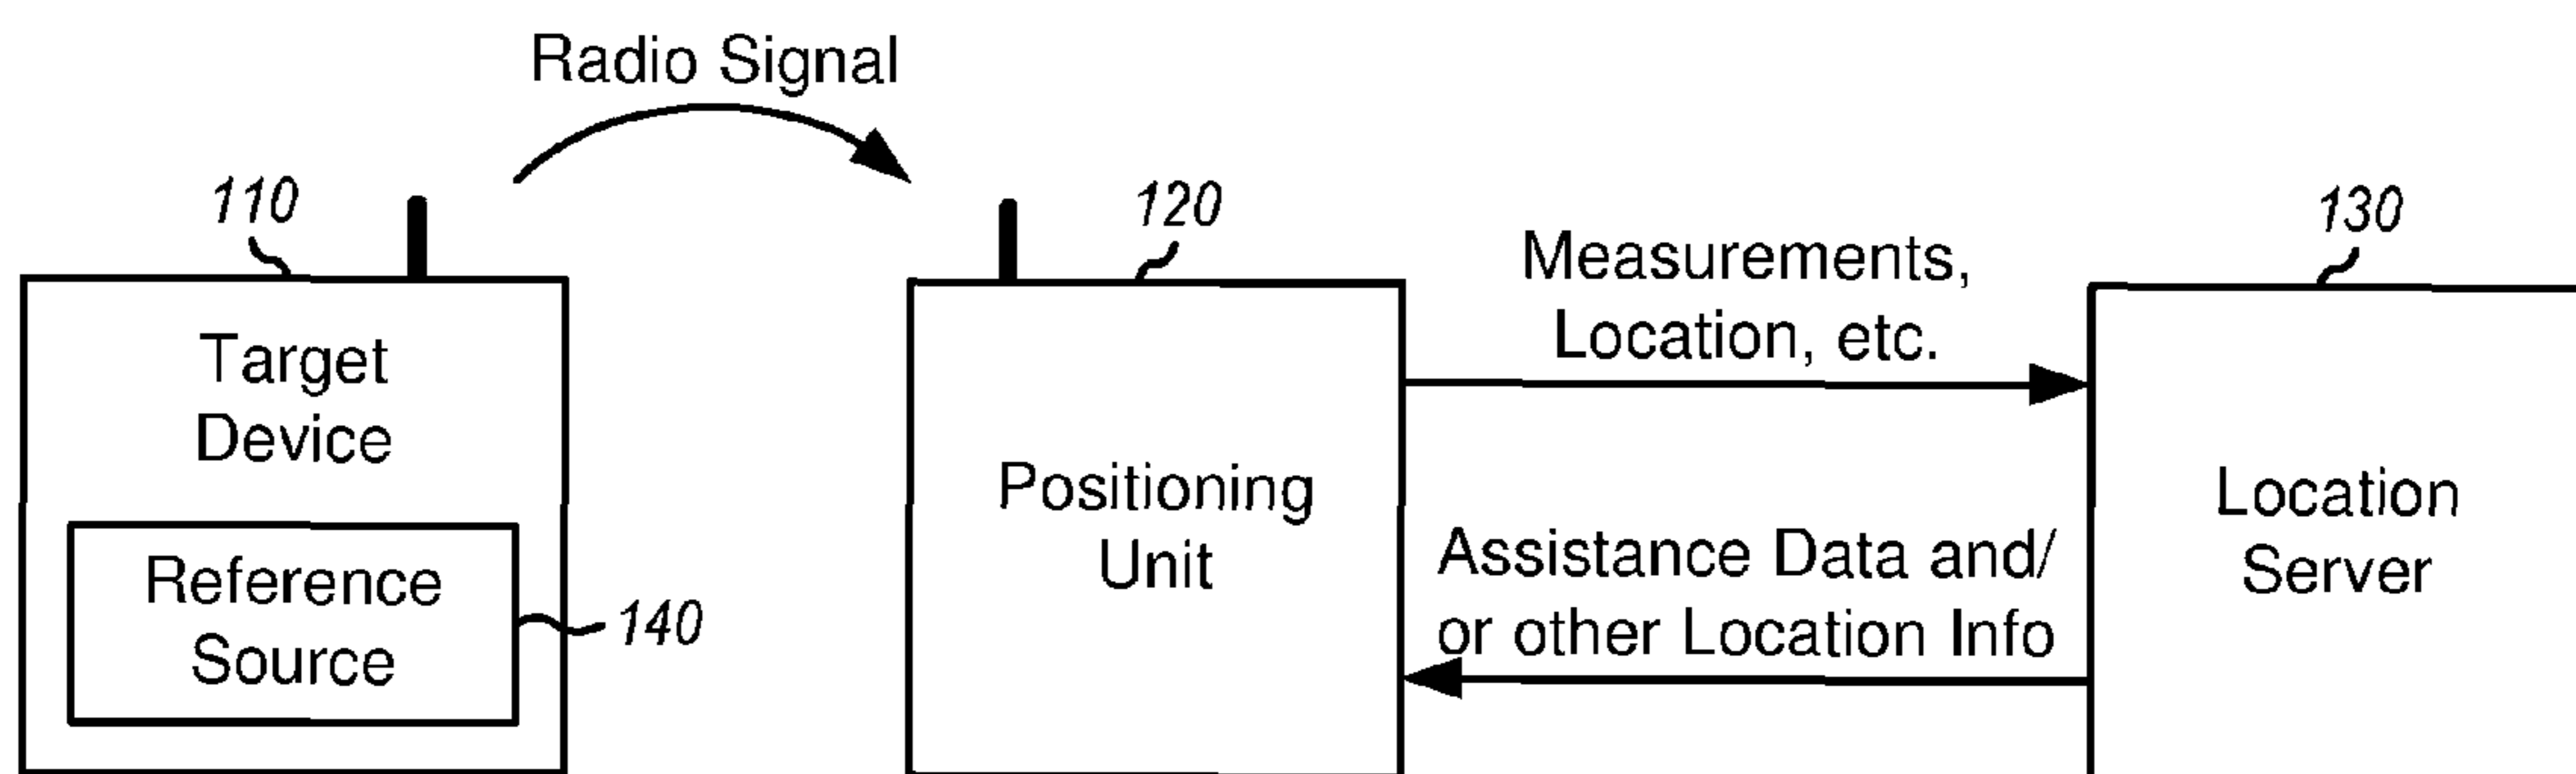 Radio Signal
110
120
130
Measurements,
Location, etc.
Target
Device
Positioning
Unit
Location
Server
Assistance Data and/
or other Location Info
Reference
Source
140